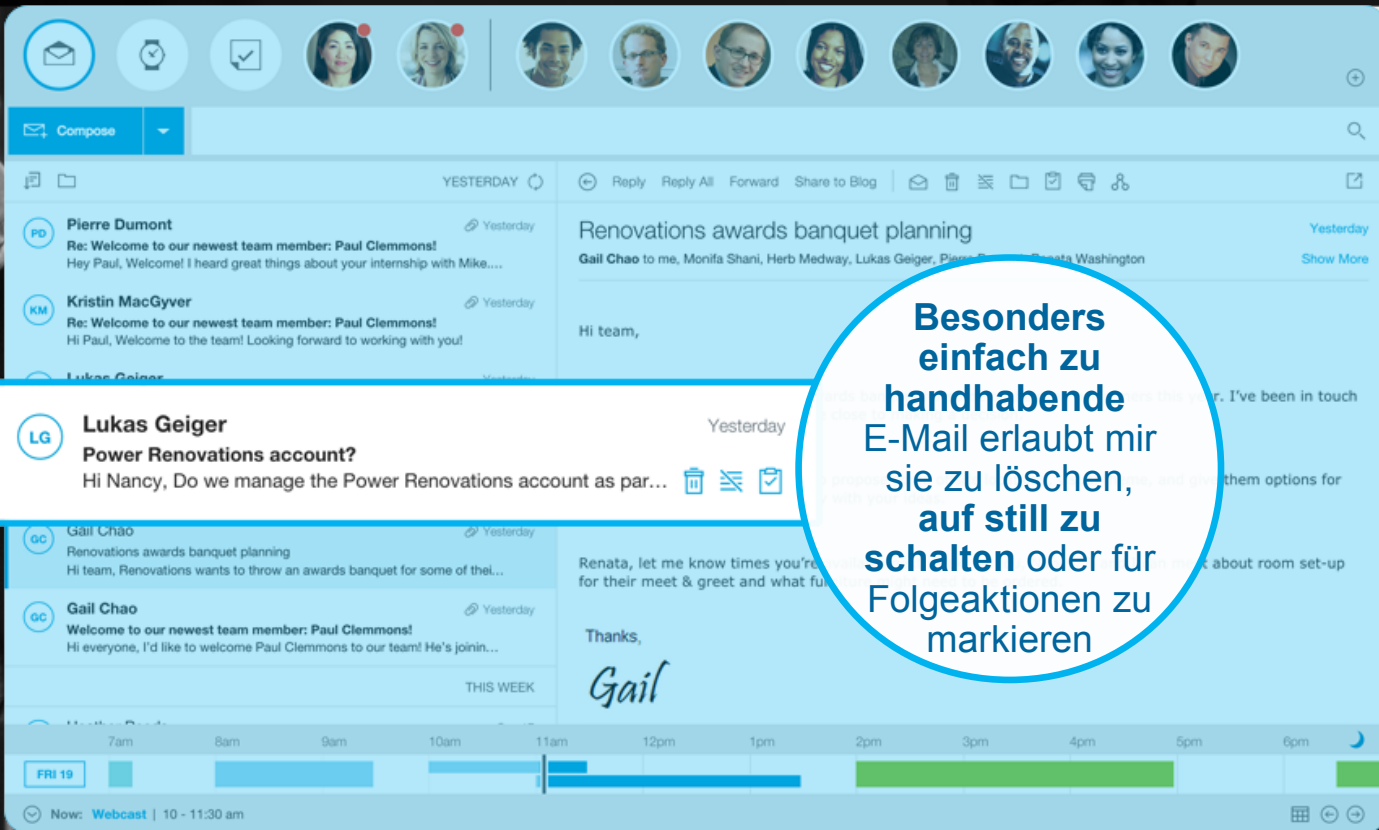 Compose
YESTERDAY
Reply Reply All Forward Share to Blog
PD
Pierre Dumont
Yesterday
Re: Welcome to our newest team member: Paul Clemmons!
Hey Paul, Welcome! I heard great things about your internship with Mike....
KM
Kristin MacGyver
Yesterday
Re: Welcome to our newest team member: Paul Clemmons!
Hi Paul, Welcome to the team! Looking forward to working with you!
Lukas Geiger
LG
Lukas Geiger
Yesterday
Power Renovations account?
Hi Nancy, Do we manage the Power Renovations account as par...
GC
Gail Chao
Yesterday
Renovations awards banquet planning
Hi team, Renovations wants to throw an awards banquet for some of thei...
GC
Gail Chao
Yesterday
Welcome to our newest team member: Paul Clemmons!
Hi everyone, I'd like to welcome Paul Clemmons to our team! He's joinin...
THIS WEEK
Renovations awards banquet planning
Yesterday
Gail Chao to me, Monifa Shani, Herb Medway, Lukas Geiger, Pierre Renata Washington
Show More
Hi team,
I've been in touch
them options for
Renata, let me know times you're about room set-up
for their meet & greet and what
Thanks,
Gail
Besonders
einfach zu
handhabende
E-Mail erlaubt mir
sie zu löschen,
auf still zu
schalten oder für
Folgeaktionen zu
markieren
7am 8am 9am 10am 11am 12pm 1pm 2pm 3pm 4pm 5pm 6pm
FRI 19
Now: Webcast | 10 - 11:30 am